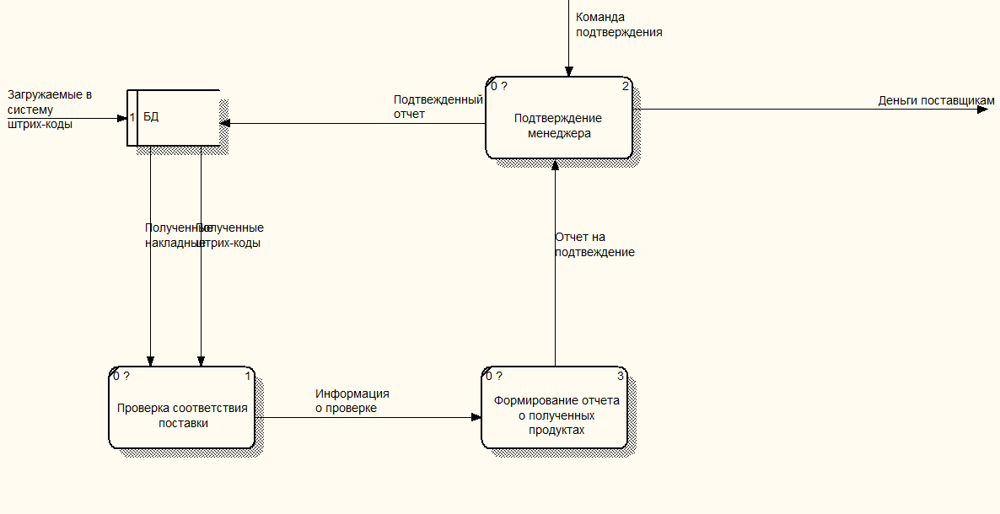 Команда
подтверждения
Загружаемые в
систему
штрих-коды
1
БД
Подтвежденный
отчет
0 ?
2
Подтверждение
менеджера
Деньги поставщикам
Полученные
накладные
Полученные
штрих-коды
Отчет на
подтвеждение
0 ?
1
Проверка соответствия
поставки
Информация
о проверке
0 ?
3
Формирование отчета
о полученных
продуктах